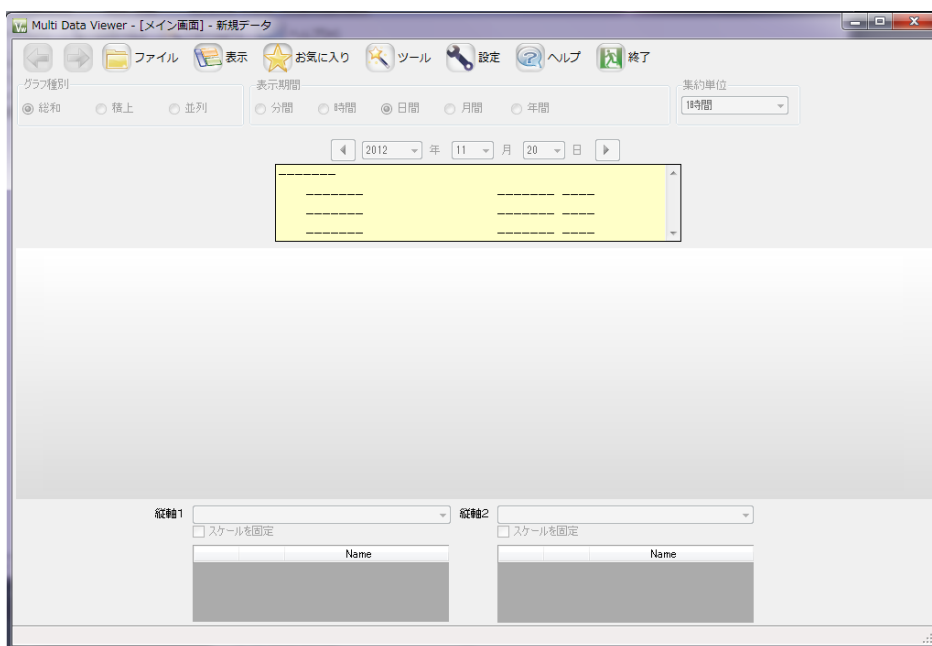 Multi Data Viewer - [メイン画面] - 新規データ
ファイル 表示 お気に入り ツール 設定 ヘルプ 終了
グラフ種別 表示期間 集約単位
総和 積上 並列 分間 時間 日間 月間 年間 1時間
2012 年 11 月 20 日
-------
------- ------- ----
------- ------- ----
------- ------- ----
縦軸1 縦軸2
スケールを固定 スケールを固定
Name Name